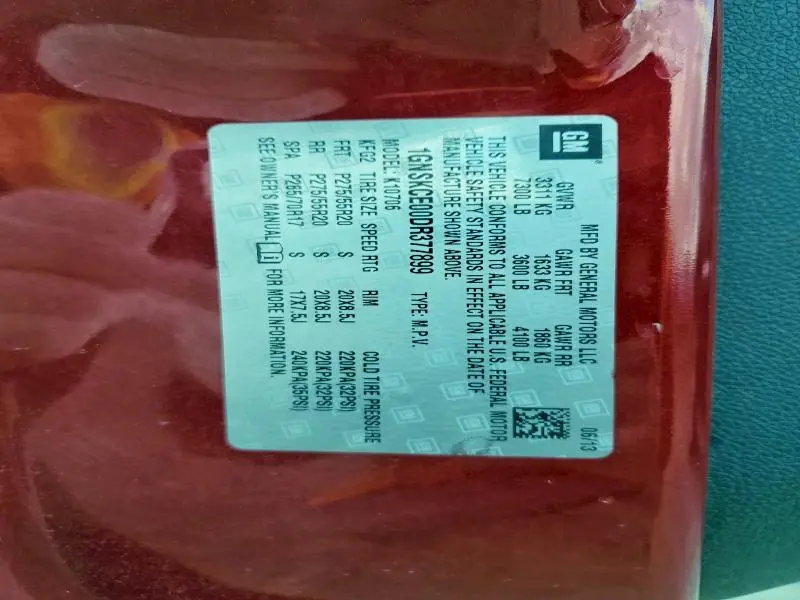 GM
MFD BY GENERAL MOTORS LLC 06/13
GVWR GAWR FRT GAWR RR
3311 KG 1633 KG 1860 KG
7300 LB 3600 LB 4100 LB
THIS VEHICLE CONFORMS TO ALL APPLICABLE U.S. FEDERAL MOTOR
VEHICLE SAFETY STANDARDS IN EFFECT ON THE DATE OF
MANUFACTURE SHOWN ABOVE.
1GNSKQE00DR377899 TYPE: M.P.V.
MODEL: K10706
KFG2 TIRE SIZE SPEED RTG RIM COLD TIRE PRESSURE
FRT P275/55R20 S 20X8.5J 220KPA(32PSI)
RR P275/55R20 S 20X8.5J 220KPA(32PSI)
SPA P265/70R17 S 17X7.5J 240KPA(35PSI)
SEE OWNER'S MANUAL FOR MORE INFORMATION.